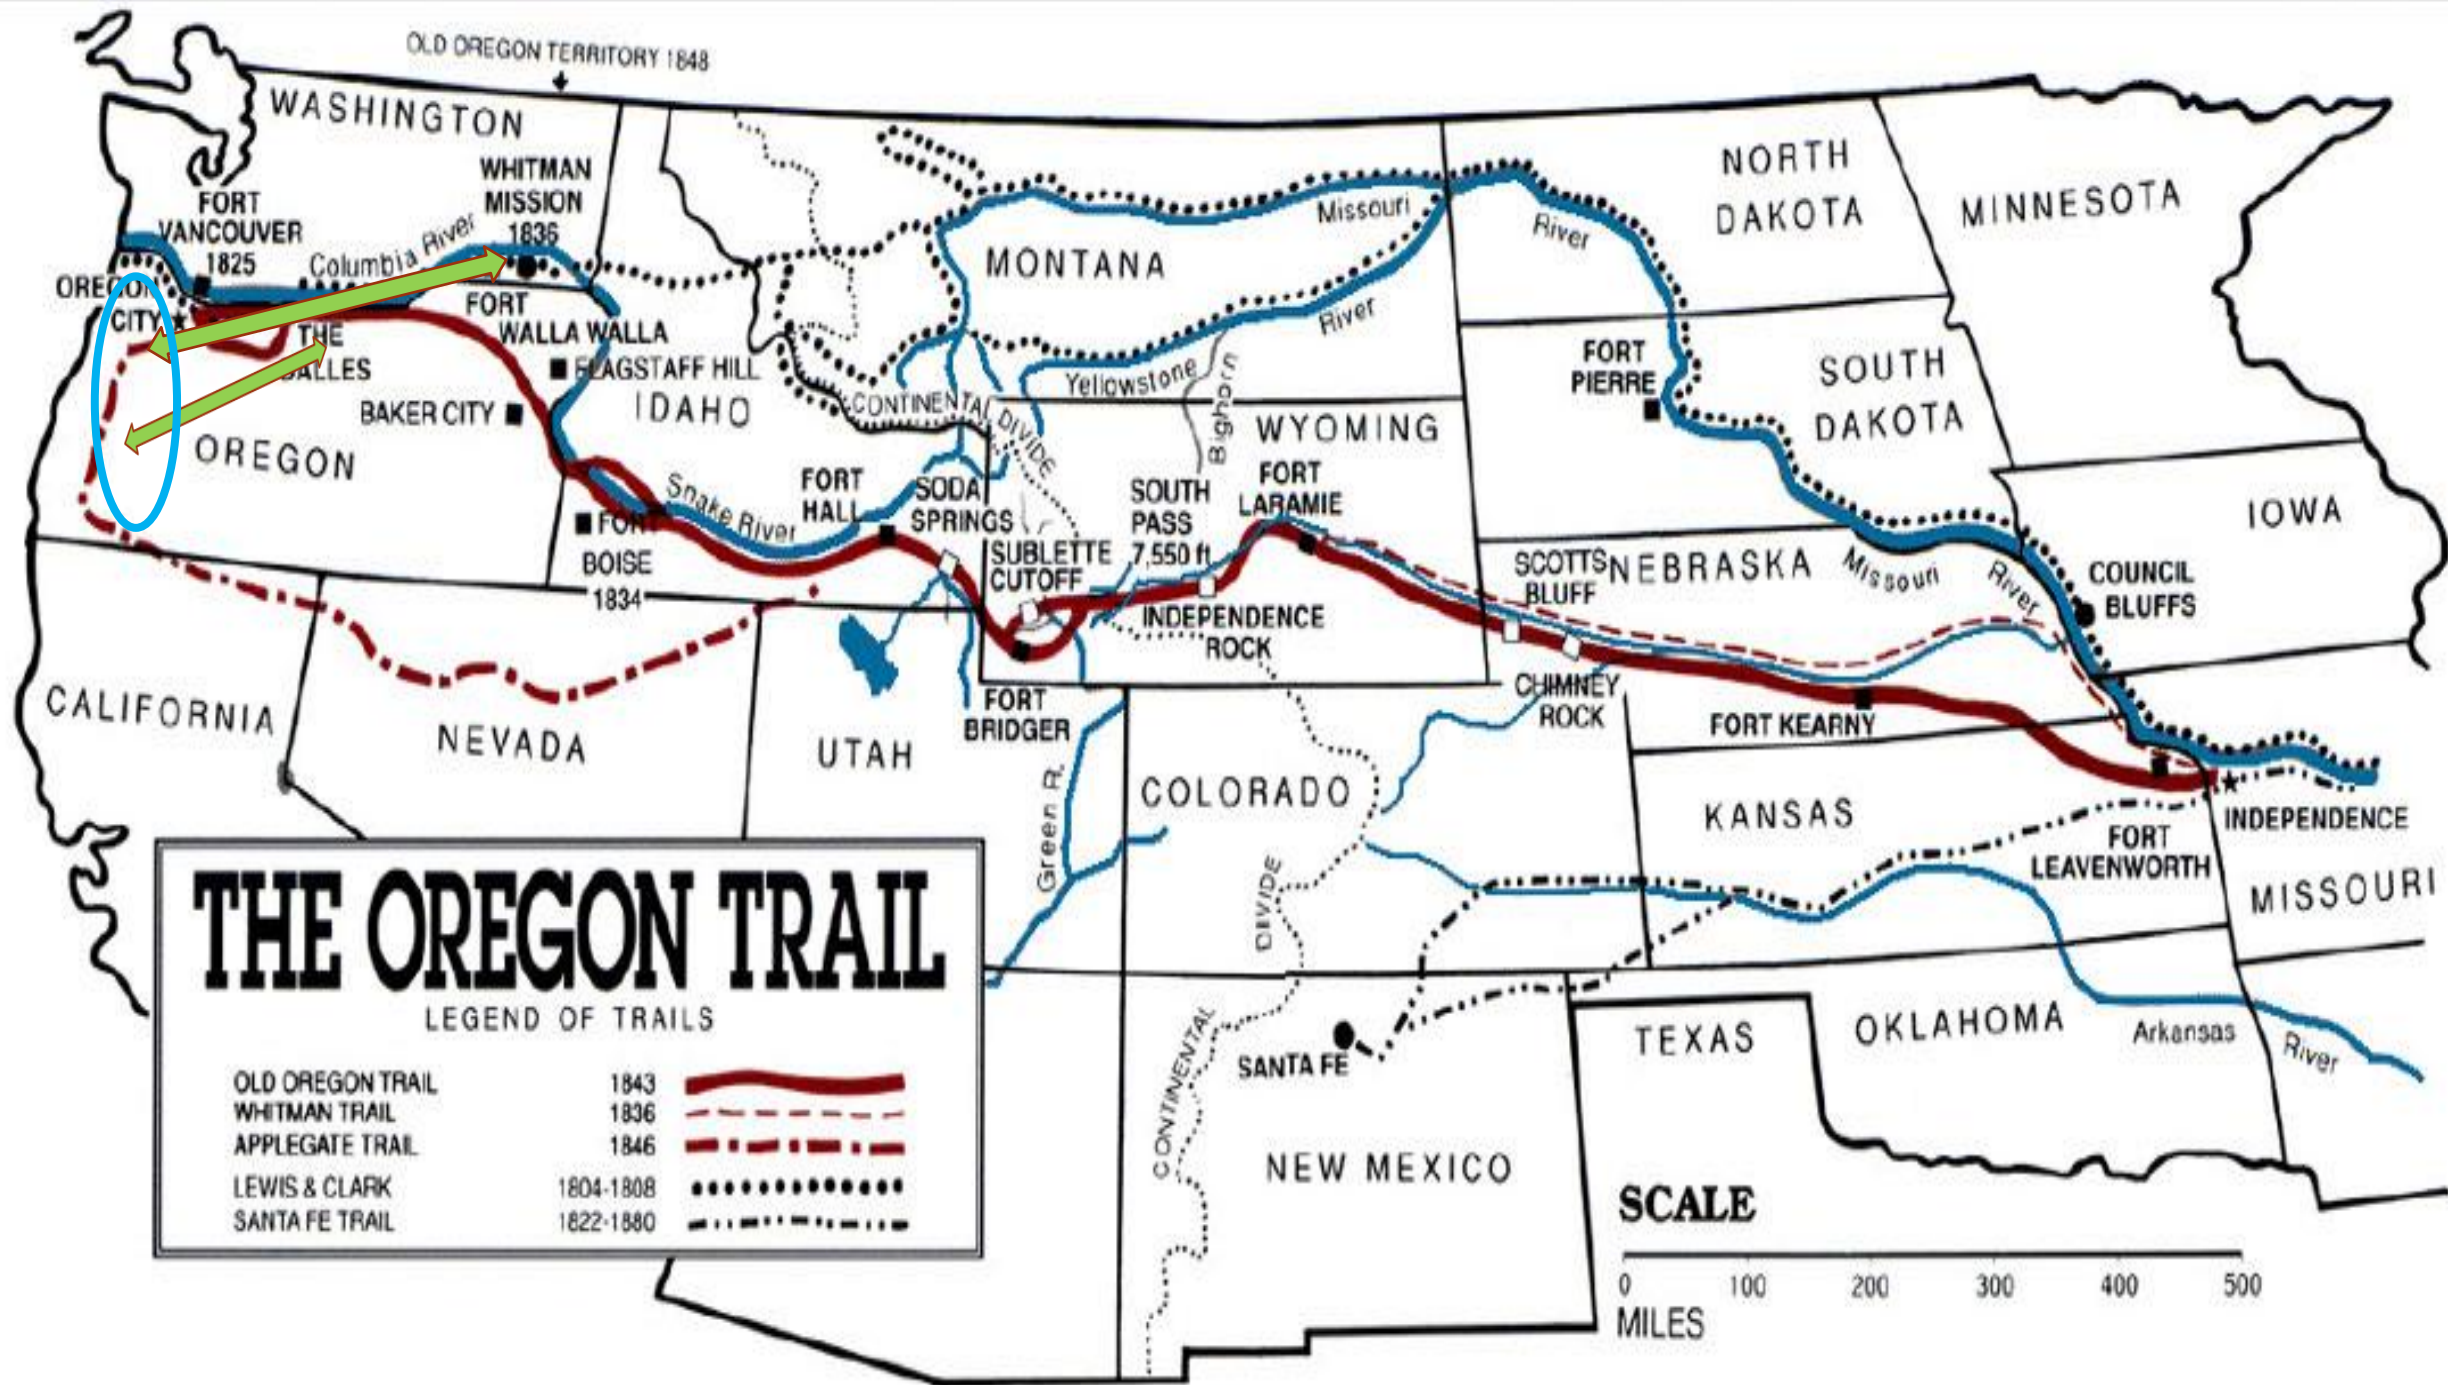 OLD OREGON TERRITORY 1848
WASHINGTON
WHITMAN
MISSION
1836
FORT
VANCOUVER
1825
Columbia River
OREGON
CITY
FORT
WALLA WALLA
THE
DALLES
FLAGSTAFF HILL
BAKER CITY
IDAHO
OREGON
MONTANA
Missouri
River
Yellowstone
River
Bighorn
CONTINENTAL DIVIDE
NORTH
DAKOTA
MINNESOTA
FORT
PIERRE
SOUTH
DAKOTA
WYOMING
IOWA
Snake River
FORT
HALL
SODA
SPRINGS
FORT
BOISE
1834
SUBLETTE
CUTOFF
SOUTH
PASS
7,550 ft.
FORT
LARAMIE
INDEPENDENCE
ROCK
SCOTTS
BLUFF
NEBRASKA
Missouri
River
COUNCIL
BLUFFS
CHIMNEY
ROCK
FORT KEARNY
CALIFORNIA
NEVADA
UTAH
FORT
BRIDGER
Green R.
COLORADO
KANSAS
INDEPENDENCE
FORT
LEAVENWORTH
MISSOURI
CONTINENTAL
DIVIDE
SANTA FE
TEXAS
OKLAHOMA
Arkansas
River
NEW MEXICO
THE OREGON TRAIL
LEGEND OF TRAILS
OLD OREGON TRAIL 1843
WHITMAN TRAIL 1836
APPLEGATE TRAIL 1846
LEWIS & CLARK 1804-1808
SANTA FE TRAIL 1822-1880
SCALE
0 100 200 300 400 500
MILES